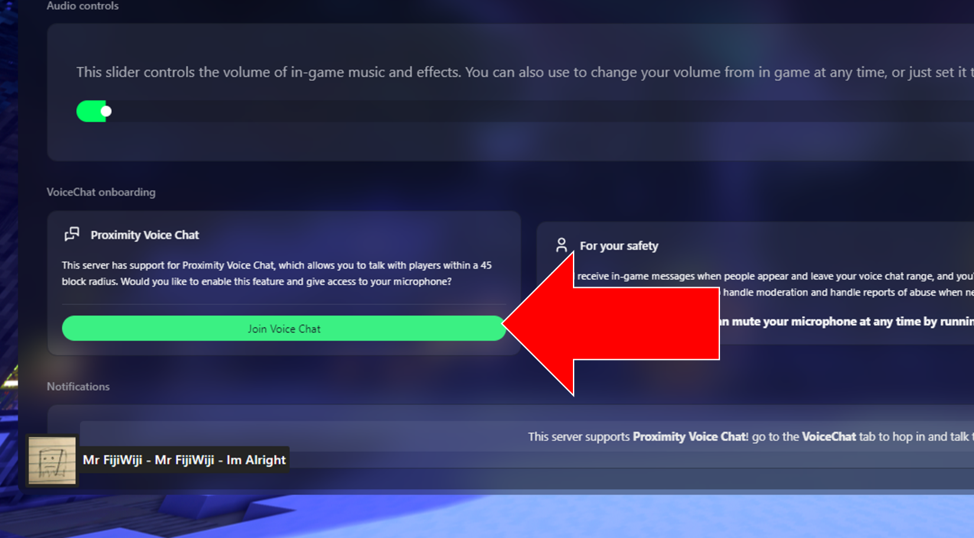 Audio controls
This slider controls the volume of in-game music and effects. You can also use to change your volume from in game at any time, or just set it
VoiceChat onboarding
Proximity Voice Chat
This server has support for Proximity Voice Chat, which allows you to talk with players within a 45
block radius. Would you like to enable this feature and give access to your microphone?
Join Voice Chat
For your safety
receive in-game messages when people appear and leave your voice chat range, and
handle moderation and handle reports of abuse when
mute your microphone at any time by
Notifications
This server supports Proximity Voice Chat! go to the VoiceChat tab to hop in and talk
Mr FijiWiji - Mr FijiWiji - Im Alright